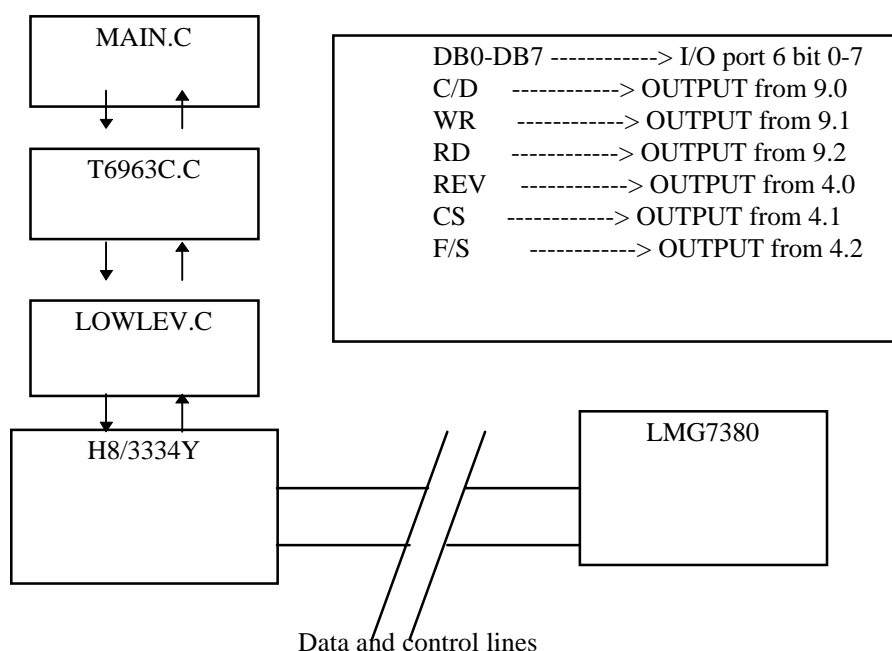 MAIN.C
T6963C.C
LOWLEV.C
H8/3334Y
DB0-DB7 ------------> I/O port 6 bit 0-7
C/D ------------> OUTPUT from 9.0
WR ------------> OUTPUT from 9.1
RD ------------> OUTPUT from 9.2
REV ------------> OUTPUT from 4.0
CS ------------> OUTPUT from 4.1
F/S ------------> OUTPUT from 4.2
LMG7380
Data and control lines